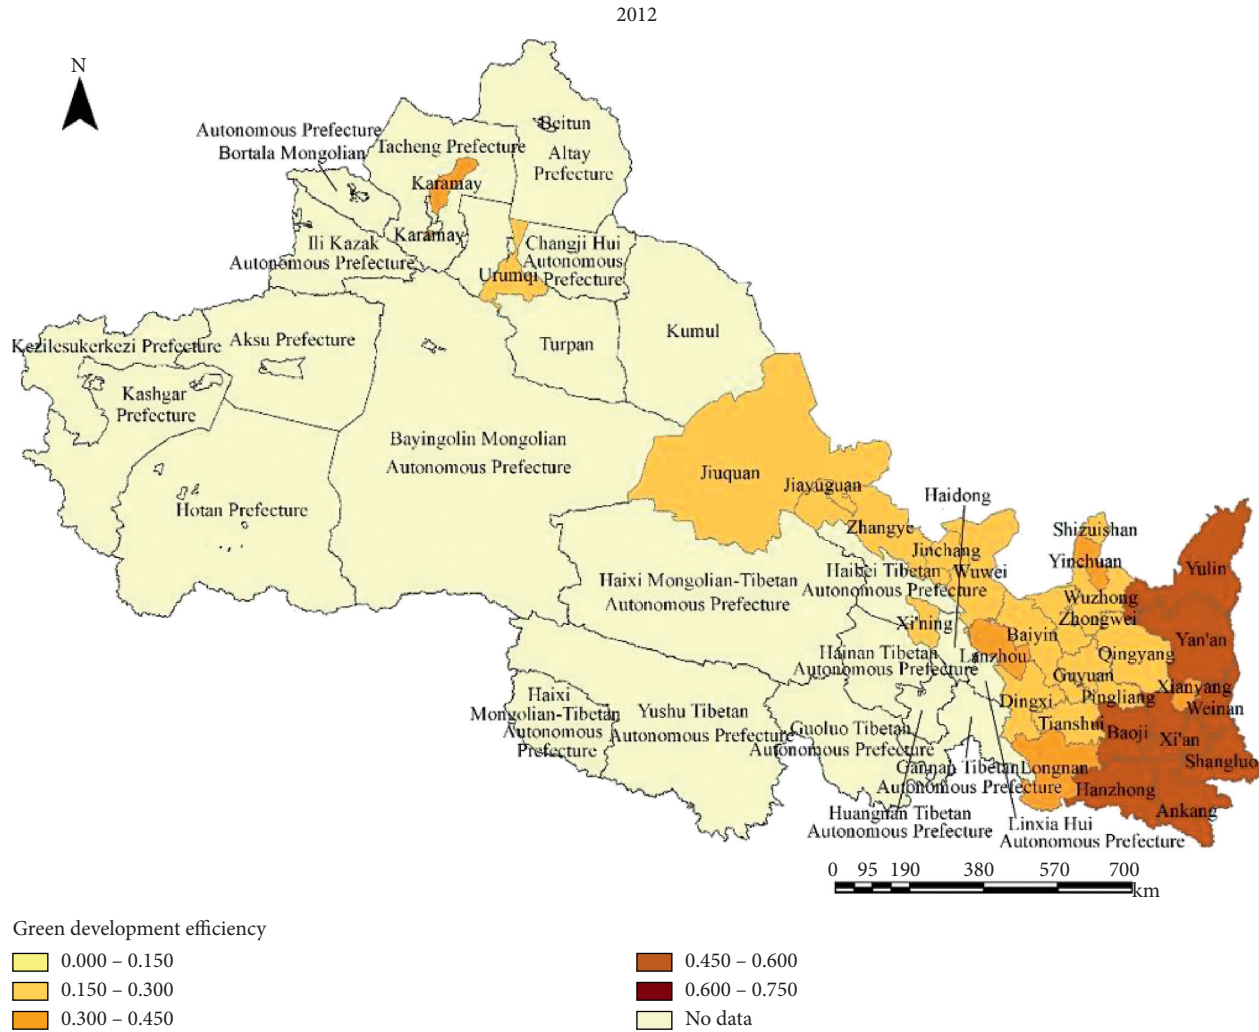 2012
N
Beitun
Autonomous Prefecture
Bortala Mongolian
Tacheng Prefecture
Altay
Prefecture
Karamay
Karamay
Ili Kazak
Autonomous Prefecture
Changji Hui
Autonomous
Prefecture
Urumqi
Kumul
Turpan
Kezilesukerkezi Prefecture
Aksu Prefecture
Kashgar
Prefecture
Bayingolin Mongolian
Autonomous Prefecture
Hotan Prefecture
Jiuquan
Jiayuguan
Haidong
Zhangye
Shizuishan
Jinchang
Yinchuan
Haibei Tibetan
Autonomous Prefecture
Wuwei
Yulin
Haixi Mongolian-Tibetan
Autonomous Prefecture
Wuzhong
Zhongwei
Xi'ning
Baiyin
Yan'an
Hainan Tibetan
Autonomous Prefecture
Lanzhou
Qingyang
Guyuan
Xianyang
Pingliang
Weinan
Dingxi
Haixi
Mongolian-Tibetan
Autonomous
Prefecture
Yushu Tibetan
Autonomous Prefecture
Guoluo Tibetan
Autonomous Prefecture
Tianshui
Baoji
Xi'an
Shangluo
Gannan Tibetan
Autonomous Prefecture
Longnan
Hanzhong
Ankang
Huangnan Tibetan
Autonomous Prefecture
Linxia Hui
Autonomous Prefecture
0 95 190 380 570 700
km
Green development efficiency
0.000 – 0.150
0.150 – 0.300
0.300 – 0.450
0.450 – 0.600
0.600 – 0.750
No data